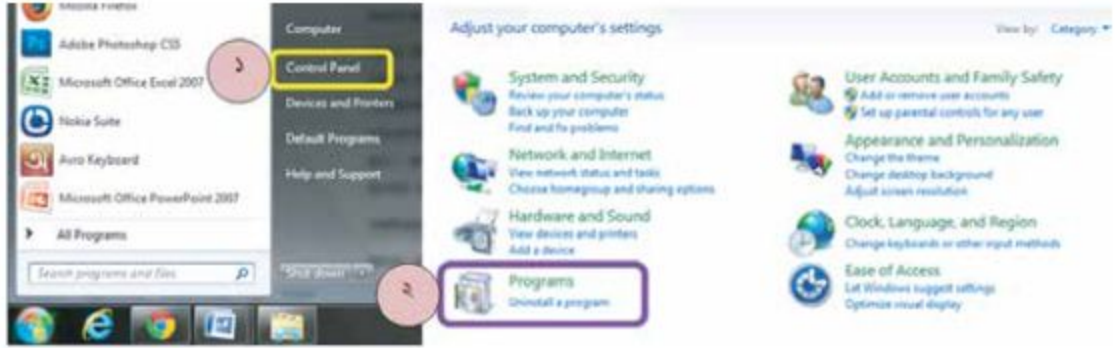 Mozilla Firefox
Adobe Photoshop CS5
Microsoft Office Excel 2007
Nokia Suite
Avro Keyboard
Microsoft Office PowerPoint 2007
All Programs
Search programs and files
Computer
১
Control Panel
Devices and Printers
Default Programs
Help and Support
Shut down
২
Adjust your computer's settings
View by: Category
System and Security
Review your computer's status
Back up your computer
Find and fix problems
Network and Internet
View network status and tasks
Choose homegroup and sharing options
Hardware and Sound
View devices and printers
Add a device
Programs
Uninstall a program
User Accounts and Family Safety
Add or remove user accounts
Set up parental controls for any user
Appearance and Personalization
Change the theme
Change desktop background
Adjust screen resolution
Clock, Language, and Region
Change keyboards or other input methods
Ease of Access
Let Windows suggest settings
Optimize visual display